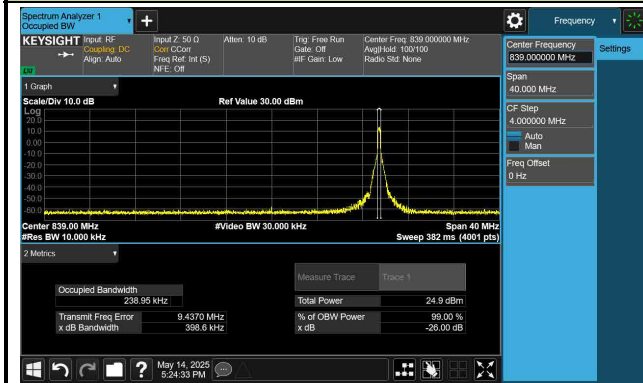 Spectrum Analyzer 1
Occupied BW
+
Frequency
KEYSIGHT
Input: RF
Coupling: DC
Align: Auto
Input Z: 50 Ω
Corr CCorr
Freq Ref: Int (S)
NFE: Off
Atten: 10 dB
Trig: Free Run
Gate: Off
#IF Gain: Low
Center Freq: 839.000000 MHz
Avg|Hold: 100/100
Radio Std: None
LXI
Center Frequency
839.000000 MHz
Settings
Span
40.000 MHz
CF Step
4.000000 MHz
Auto
Man
Freq Offset
0 Hz
1 Graph
Scale/Div 10.0 dB
Ref Value 30.00 dBm
Log
20.0
10.0
0.00
-10.0
-20.0
-30.0
-40.0
-50.0
-60.0
Center 839.00 MHz
#Video BW 30.000 kHz
Span 40 MHz
#Res BW 10.000 kHz
Sweep 382 ms (4001 pts)
2 Metrics
Measure Trace
Trace 1
Occupied Bandwidth
238.95 kHz
Total Power
24.9 dBm
Transmit Freq Error
9.4370 MHz
% of OBW Power
99.00 %
x dB Bandwidth
398.6 kHz
x dB
-26.00 dB
?
May 14, 2025
5:24:33 PM